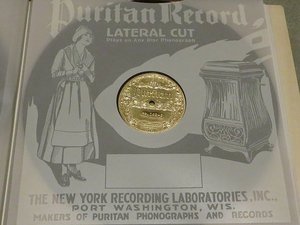 Puritan Record
LATERAL CUT
Plays on Any Disc Phonograph
THE NEW YORK RECORDING LABORATORIES, INC.,
PORT WASHINGTON, WIS.
MAKERS OF PURITAN PHONOGRAPHS AND RECORDS